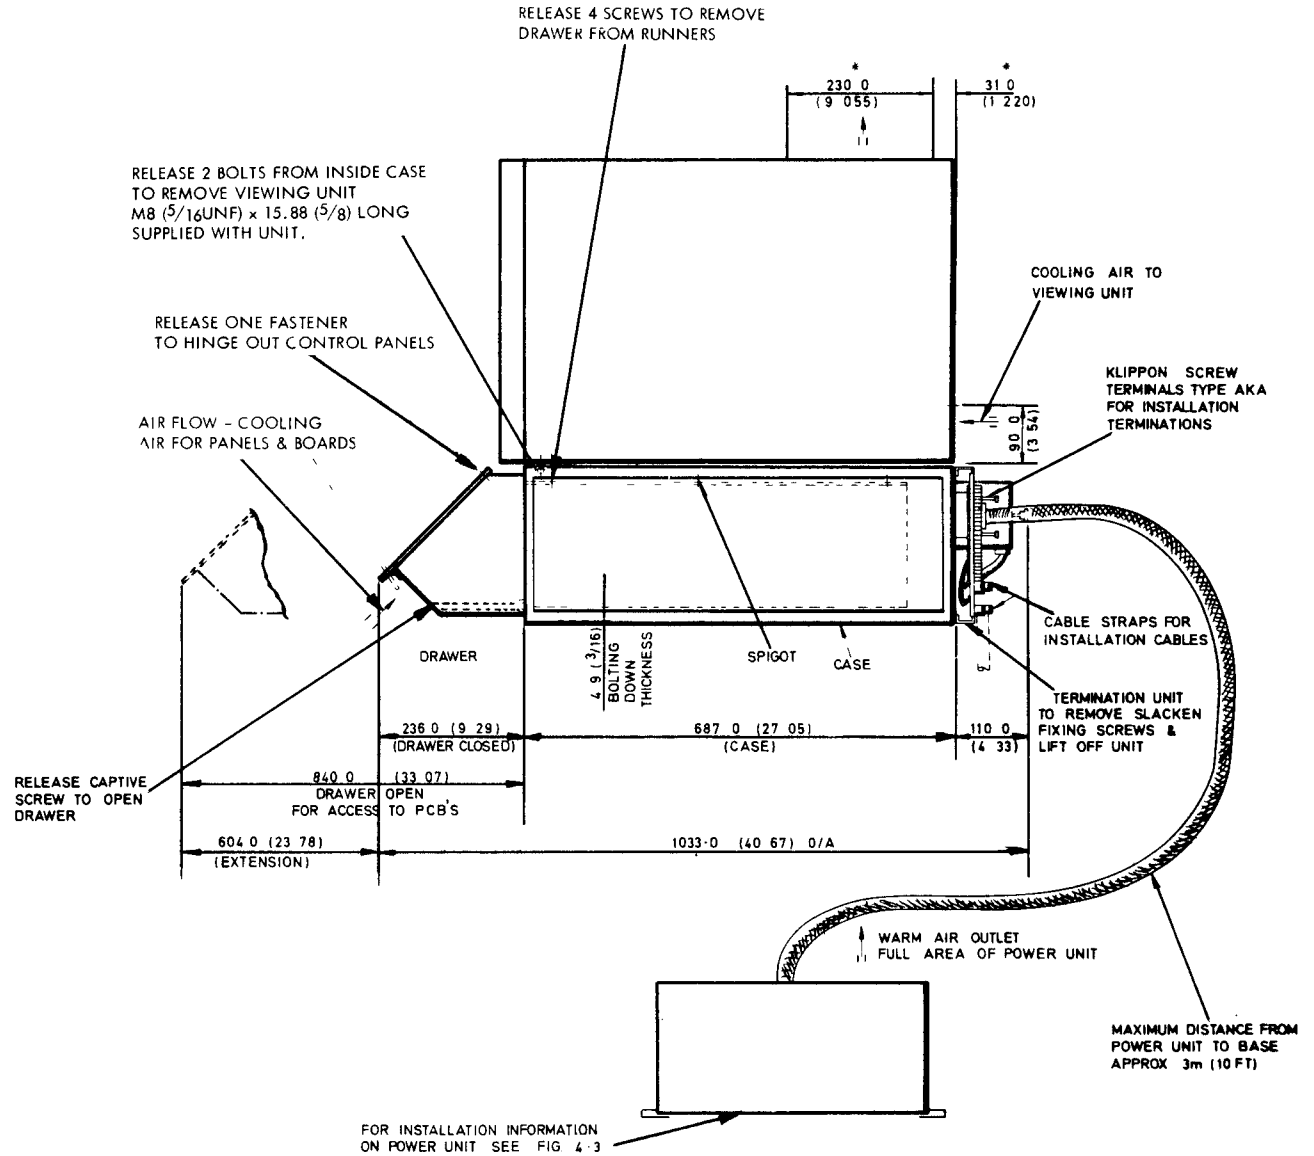 RELEASE 4 SCREWS TO REMOVE
DRAWER FROM RUNNERS
*
230 0
(9 055)
*
31 0
(1 220)
RELEASE 2 BOLTS FROM INSIDE CASE
TO REMOVE VIEWING UNIT
M8 (5/16UNF) x 15.88 (5/8) LONG
SUPPLIED WITH UNIT.
COOLING AIR TO
VIEWING UNIT
RELEASE ONE FASTENER
TO HINGE OUT CONTROL PANELS
KLIPPON SCREW
TERMINALS TYPE AKA
FOR INSTALLATION
TERMINATIONS
90 0
(3 54)
AIR FLOW - COOLING
AIR FOR PANELS & BOARDS
CABLE STRAPS FOR
INSTALLATION CABLES
DRAWER
4 9 (3/16)
BOLTING
DOWN
THICKNESS
SPIGOT
CASE
TERMINATION UNIT
TO REMOVE SLACKEN
FIXING SCREWS &
LIFT OFF UNIT
236 0 (9 29)
(DRAWER CLOSED)
687 0 (27 05)
(CASE)
110 0
(4 33)
RELEASE CAPTIVE
SCREW TO OPEN
DRAWER
840 0 (33 07)
DRAWER OPEN
FOR ACCESS TO PCB'S
604 0 (23 78)
(EXTENSION)
1033·0 (40 67) O/A
WARM AIR OUTLET
FULL AREA OF POWER UNIT
MAXIMUM DISTANCE FROM
POWER UNIT TO BASE
APPROX 3m (10 FT)
FOR INSTALLATION INFORMATION
ON POWER UNIT SEE FIG 4·3